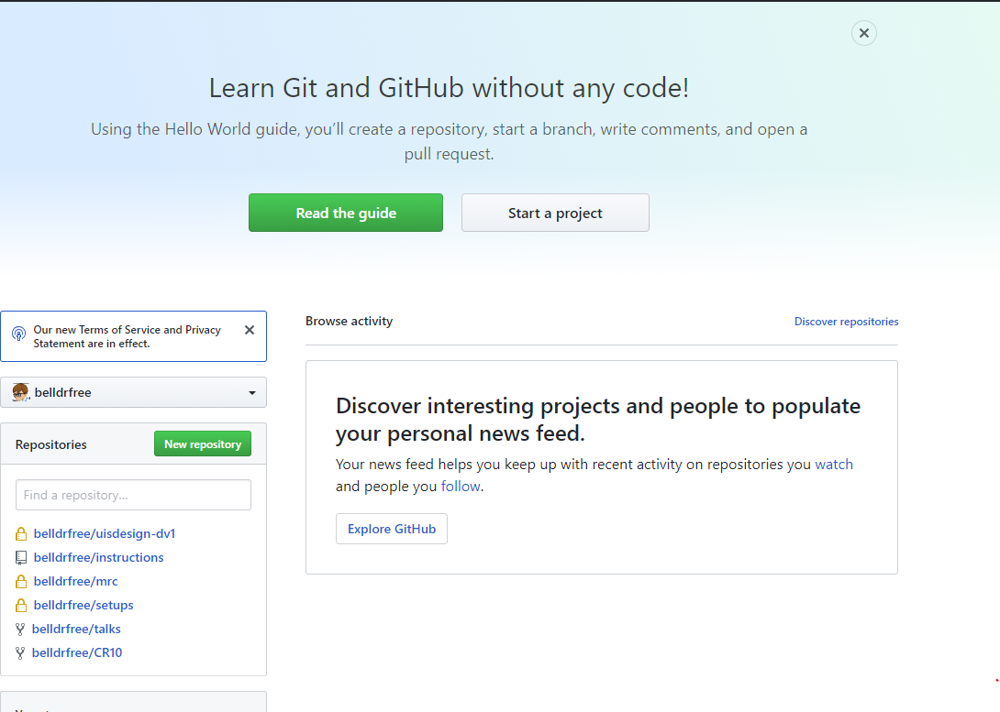 Learn Git and GitHub without any code!
Using the Hello World guide, you’ll create a repository, start a branch, write comments, and open a
pull request.
Read the guide
Start a project
Our new Terms of Service and Privacy
Statement are in effect.
belldrfree
Repositories
New repository
Find a repository…
belldrfree/uisdesign-dv1
belldrfree/instructions
belldrfree/mrc
belldrfree/setups
belldrfree/talks
belldrfree/CR10
Browse activity
Discover repositories
Discover interesting projects and people to populate
your personal news feed.
Your news feed helps you keep up with recent activity on repositories you watch
and people you follow.
Explore GitHub